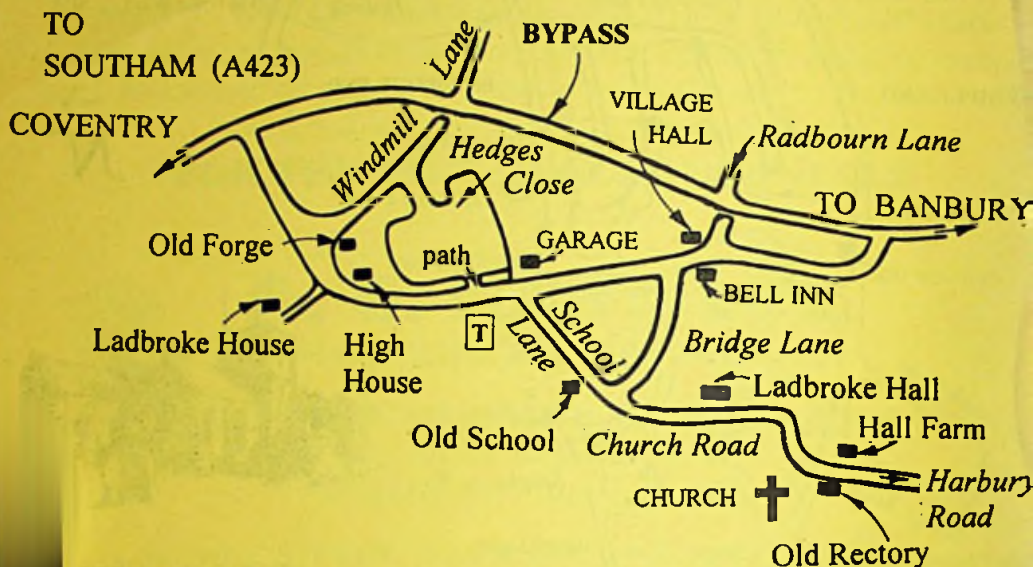 TO
SOUTHAM (A423)
COVENTRY
Lane
BYPASS
VILLAGE
HALL
Radbourn Lane
Windmill
Hedges
Close
TO BANBURY
Old Forge
path
GARAGE
BELL INN
Ladbroke House
High
House
T
School
Lane
Bridge Lane
Ladbroke Hall
Old School
Church Road
Hall Farm
CHURCH
Harbury
Road
Old Rectory